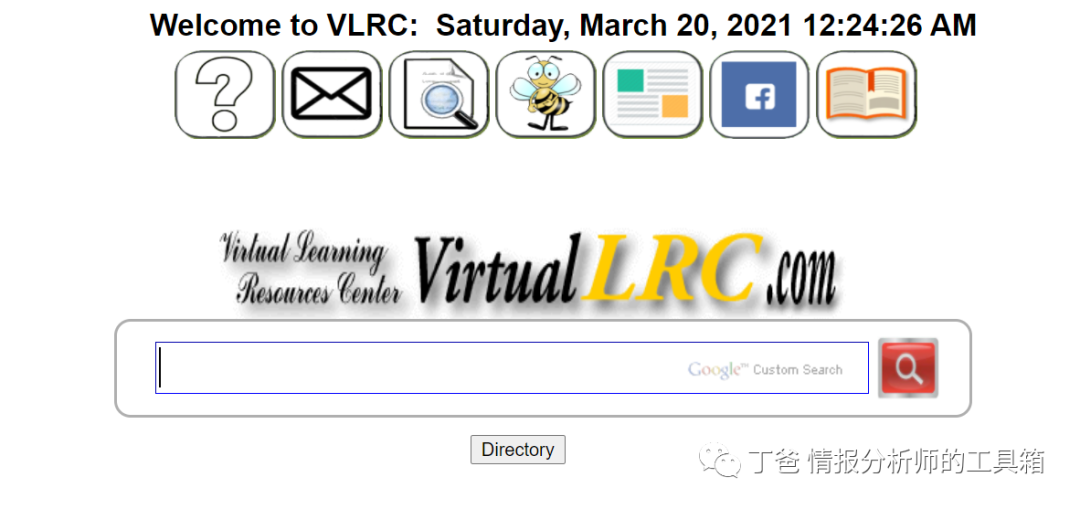 Welcome to VLRC:  Saturday, March 20, 2021 12:24:26 AM
Virtual Learning
Resources Center
VirtualLRC.com
Google™ Custom Search
Directory
丁爸 情报分析师的工具箱